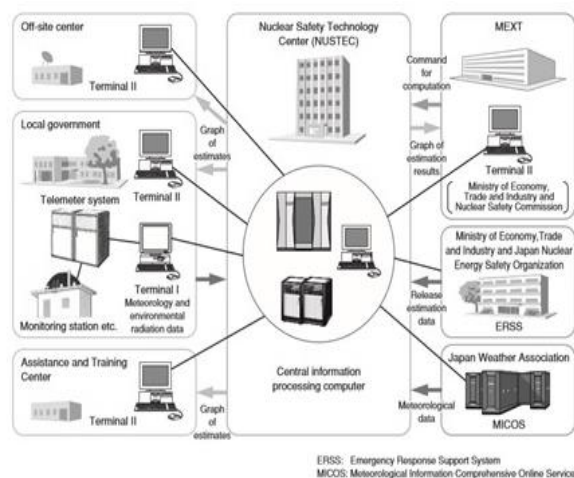 Off-site center
Terminal II
Local government
Terminal II
Telemeter system
Terminal I
Meteorology and
environmental
radiation data
Monitoring station etc.
Assistance and Training
Center
Terminal II
Graph
of
estimates
Graph
of
estimates
Nuclear Safety Technology
Center (NUSTEC)
Central information
processing computer
MEXT
Command
for
computation
Graph of
estimation
results
Terminal II
Ministry of Economy,
Trade and Industry and
Nuclear Safety Commission
Ministry of Economy,Trade
and Industry and Japan Nuclear
Energy Safety Organization
Release
estimation
data
ERSS
Japan Weather Association
Meteorological
data
MICOS
ERSS: Emergency Response Support System
MICOS: Meteorological Information Comprehensive Online Service